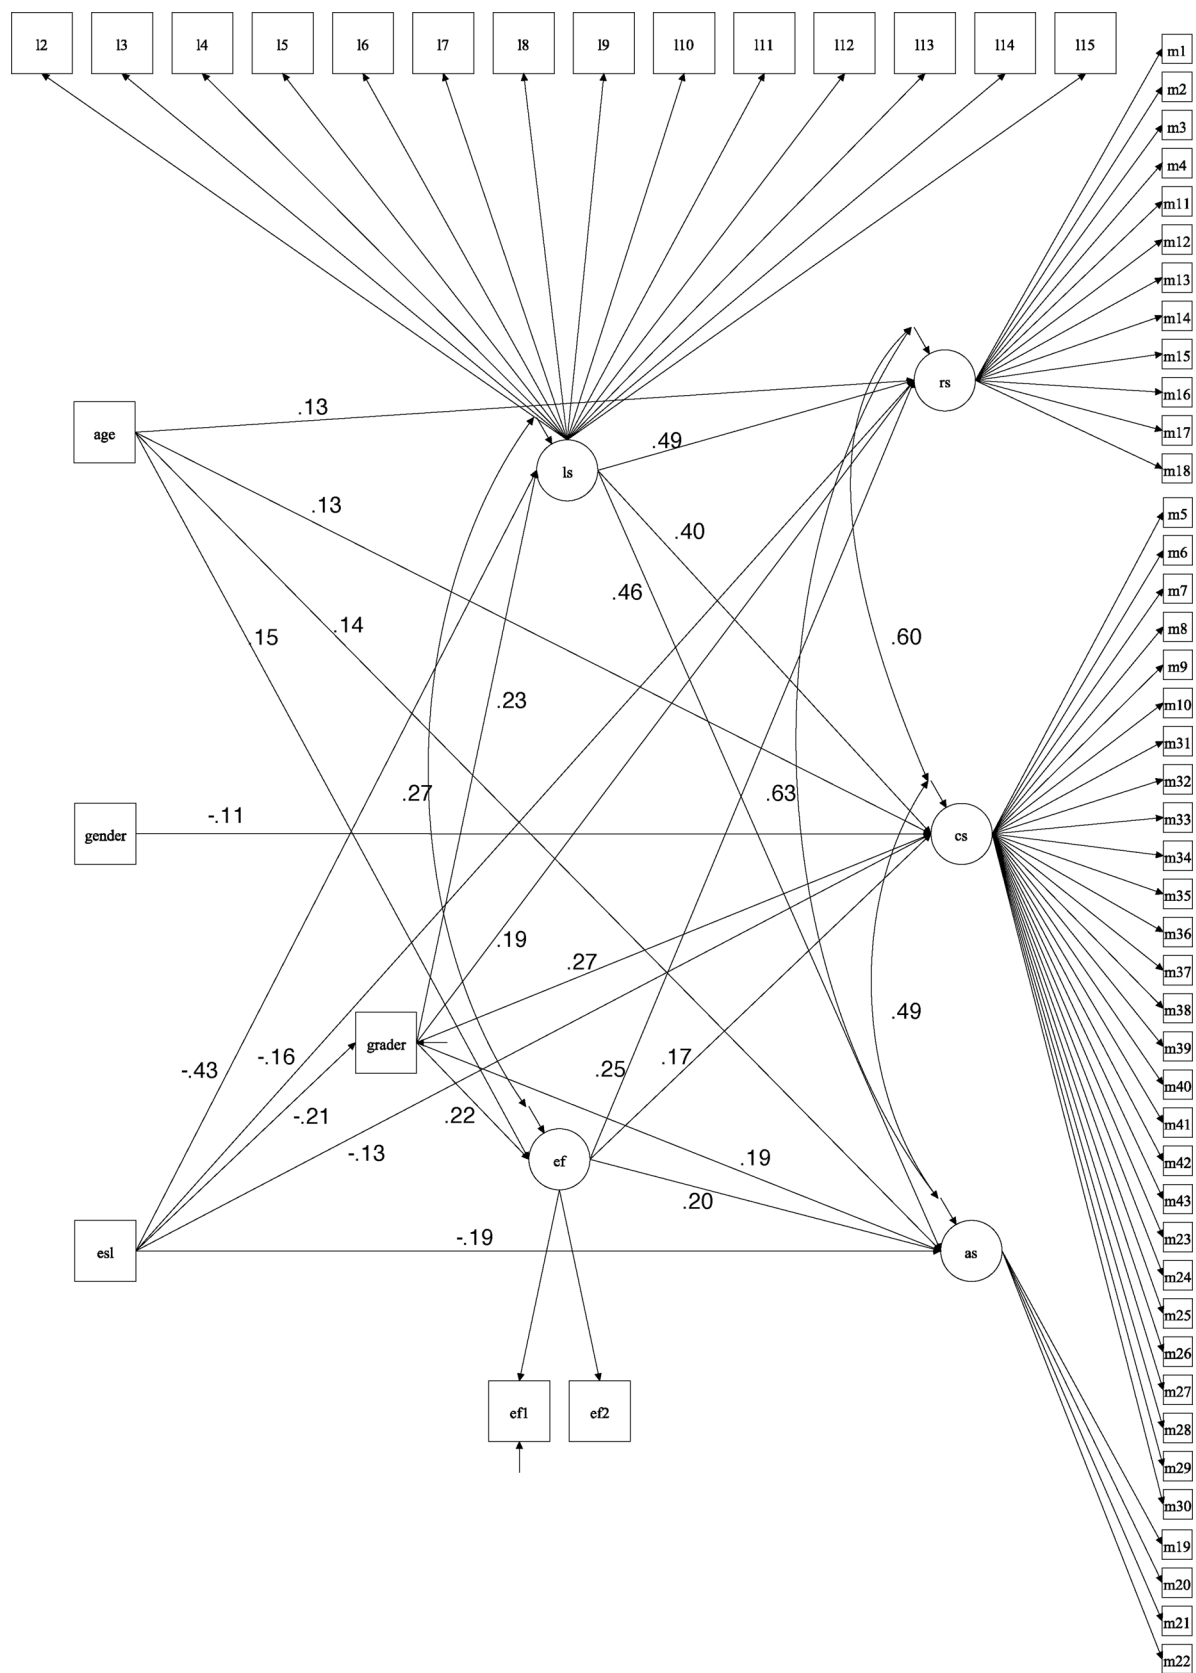 l2 l3 l4 l5 l6 l7 l8 l9 l10 l11 l12 l13 l14 l15
m1
m2
m3
m4
m11
m12
m13
m14
m15
m16
m17
m18
rs
.13
age
.49
ls
.13
.40
m5
m6
m7
m8
m9
m10
m31
m32
m33
m34
m35
m36
m37
m38
m39
m40
m41
m42
m43
m23
m24
m25
m26
m27
m28
m29
m30
.46
.15
.14
.60
.23
.27
.63
-.11
gender
cs
.19
.27
.49
grader
-.16
-.43
.25
.17
-.21
.22
-.13
ef
.19
.20
-.19
esl
as
ef1
ef2
m19
m20
m21
m22